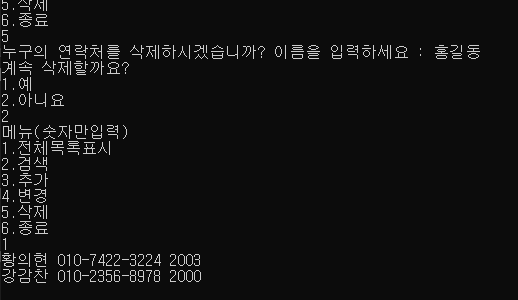 5.삭제
6.종료
5
누구의 연락처를 삭제하시겠습니까? 이름을 입력하세요 : 홍길동
계속 삭제할까요?
1.예
2.아니요
2
메뉴(숫자만입력)
1.전체목록표시
2.검색
3.추가
4.변경
5.삭제
6.종료
1
황의현 010-7422-3224 2003
강감찬 010-2356-8978 2000